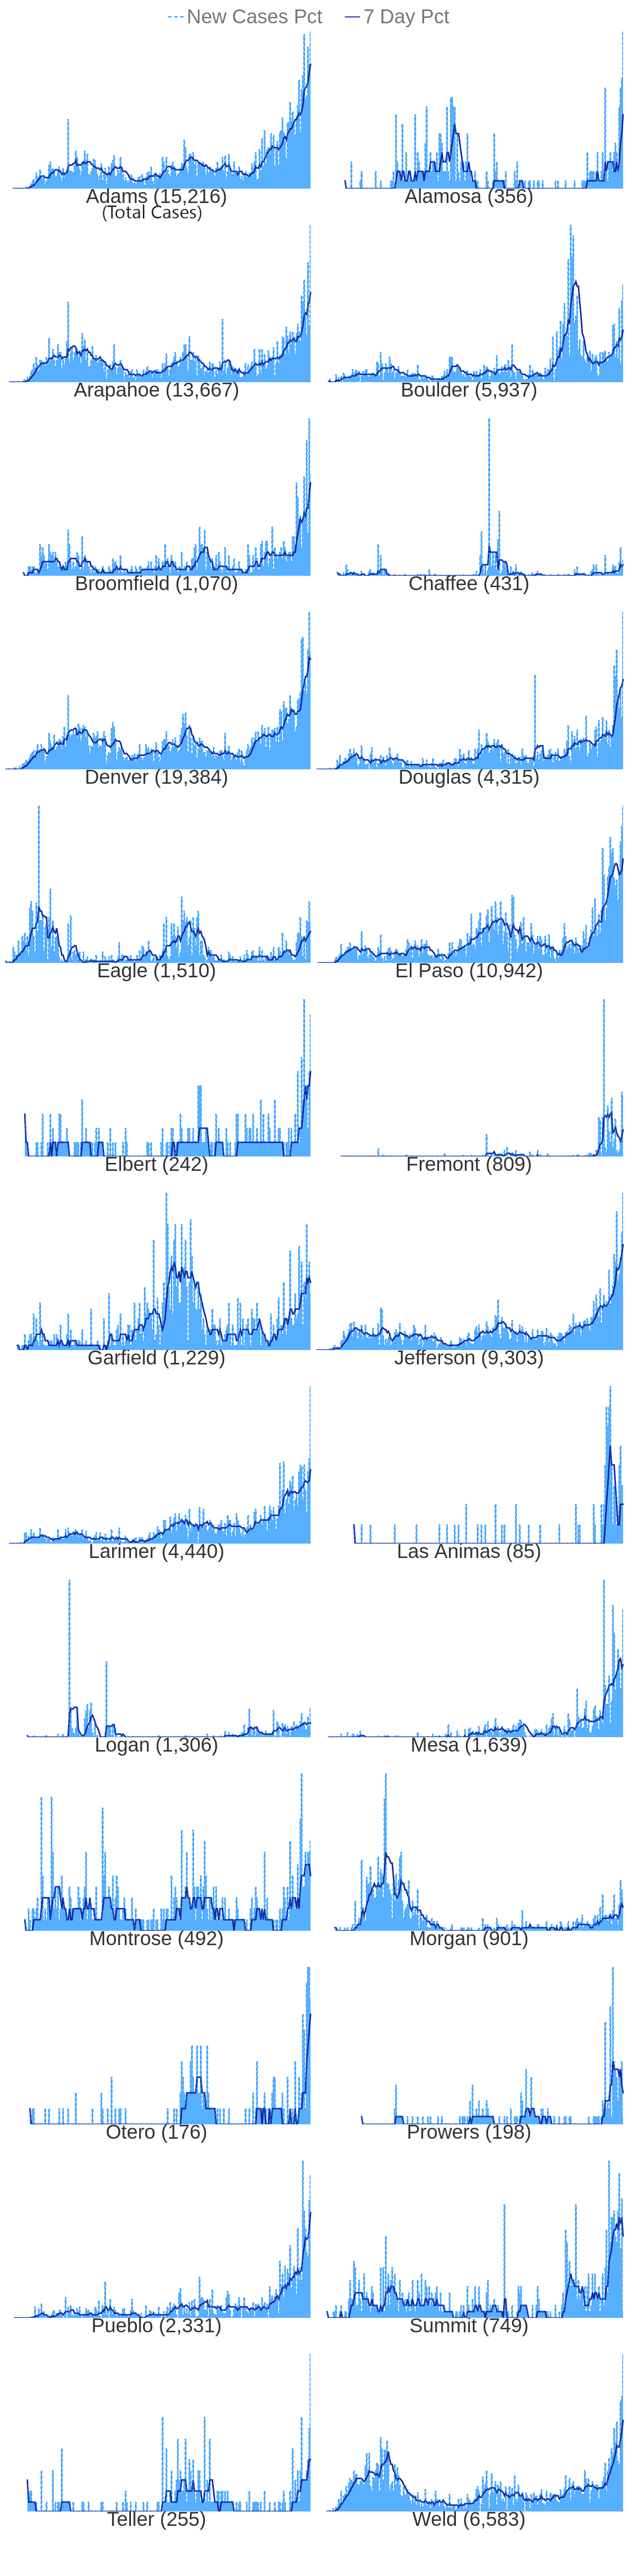 New Cases Pct 7 Day Pct
Adams (15,216) Alamosa (356)
(Total Cases)
Arapahoe (13,667) Boulder (5,937)
Broomfield (1,070) Chaffee (431)
Denver (19,384) Douglas (4,315)
Eagle (1,510) El Paso (10,942)
Elbert (242) Fremont (809)
Garfield (1,229) Jefferson (9,303)
Larimer (4,440) Las Animas (85)
Logan (1,306) Mesa (1,639)
Montrose (492) Morgan (901)
Otero (176) Prowers (198)
Pueblo (2,331) Summit (749)
Teller (255) Weld (6,583)